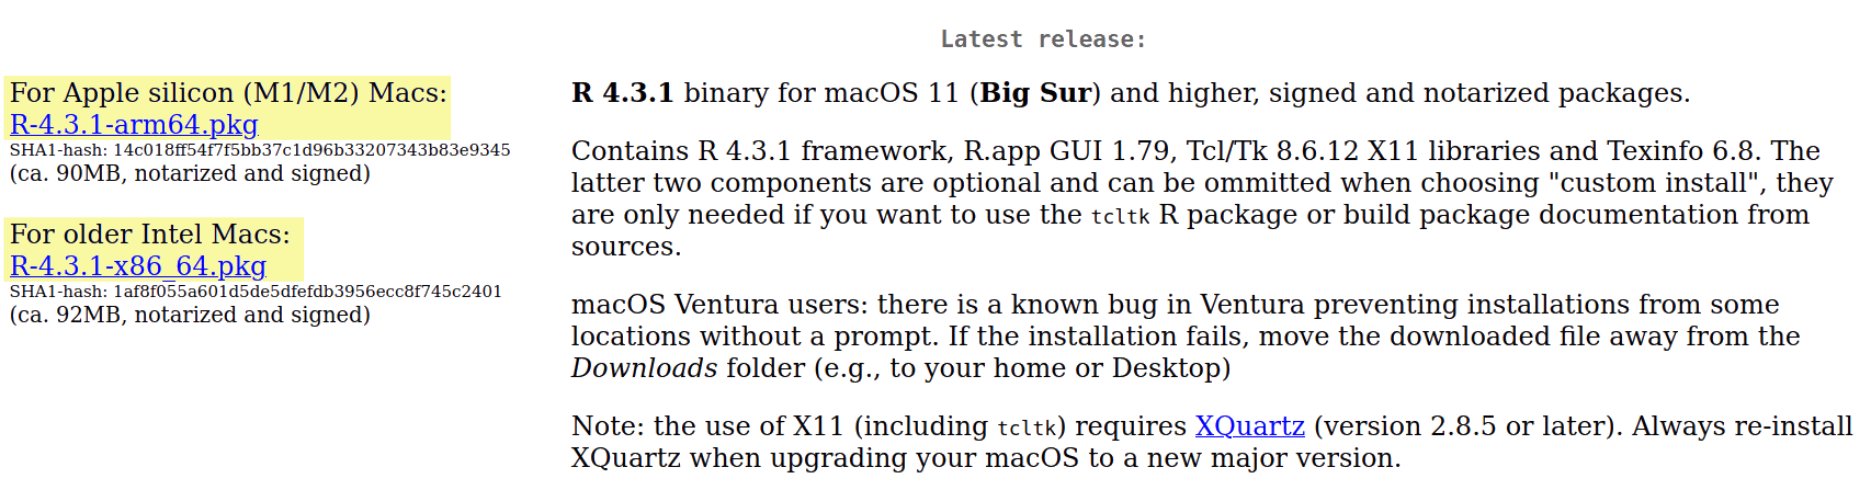 Latest release:
For Apple silicon (M1/M2) Macs:
R-4.3.1-arm64.pkg
SHA1-hash: 14c018ff54f7f5bb37c1d96b33207343b83e9345
(ca. 90MB, notarized and signed)
For older Intel Macs:
R-4.3.1-x86_64.pkg
SHA1-hash: 1af8f055a601d5de5dfefdb3956ecc8f745c2401
(ca. 92MB, notarized and signed)
R 4.3.1 binary for macOS 11 (Big Sur) and higher, signed and notarized packages.
Contains R 4.3.1 framework, R.app GUI 1.79, Tcl/Tk 8.6.12 X11 libraries and Texinfo 6.8. The
latter two components are optional and can be ommitted when choosing "custom install", they
are only needed if you want to use the tcltk R package or build package documentation from
sources.
macOS Ventura users: there is a known bug in Ventura preventing installations from some
locations without a prompt. If the installation fails, move the downloaded file away from the
Downloads folder (e.g., to your home or Desktop)
Note: the use of X11 (including tcltk) requires XQuartz (version 2.8.5 or later). Always re-install
XQuartz when upgrading your macOS to a new major version.